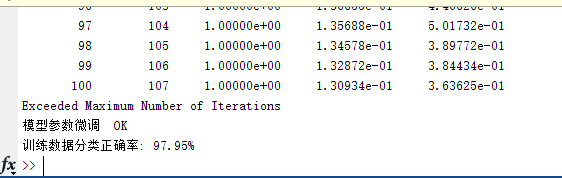 97 104 1.00000e+00 1.35688e-01 5.01732e-01
98 105 1.00000e+00 1.34578e-01 3.89772e-01
99 106 1.00000e+00 1.32872e-01 3.84434e-01
100 107 1.00000e+00 1.30934e-01 3.63625e-01
Exceeded Maximum Number of Iterations
模型参数微调 OK
训练数据分类正确率: 97.95%
fx >>